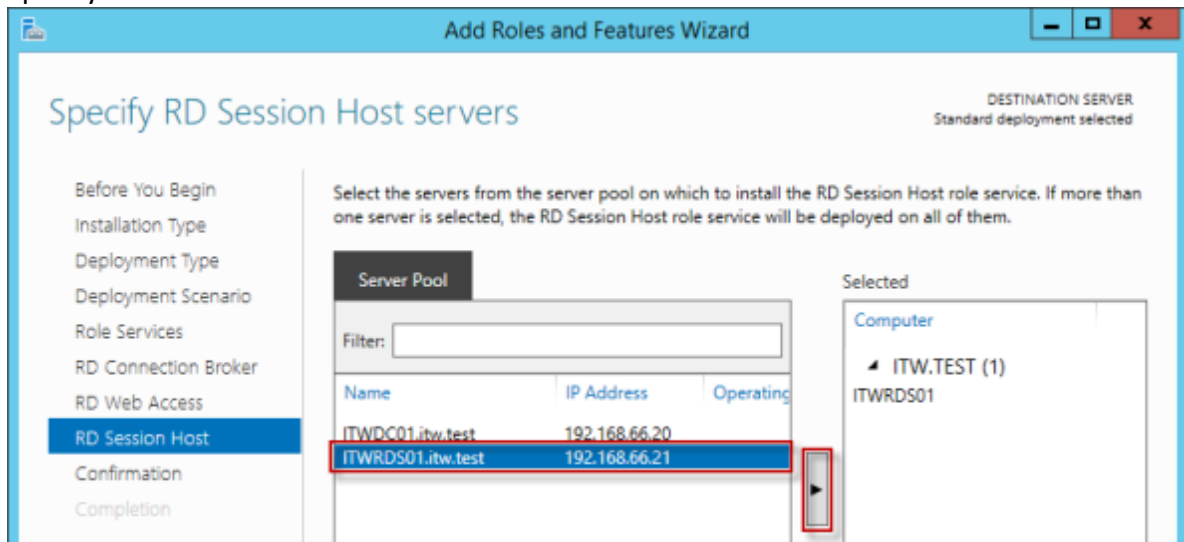 Add Roles and Features Wizard
Specify RD Session Host servers
DESTINATION SERVER
Standard deployment selected
Before You Begin
Installation Type
Deployment Type
Deployment Scenario
Role Services
RD Connection Broker
RD Web Access
RD Session Host
Confirmation
Completion
Select the servers from the server pool on which to install the RD Session Host role service. If more than
one server is selected, the RD Session Host role service will be deployed on all of them.
Server Pool
Filter:
Name IP Address Operating
ITWDC01.itw.test 192.168.66.20
ITWRDS01.itw.test 192.168.66.21
Selected
Computer
ITW.TEST (1)
ITWRDS01